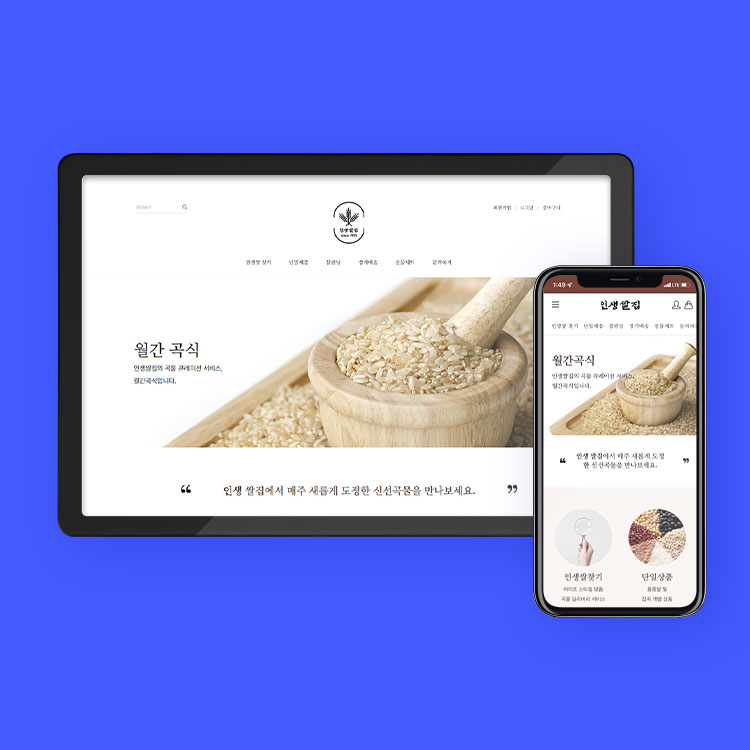 Search
회원가입 | 로그인 | 장바구니
인생쌀집
since 1915
인생쌀 찾기 단일제품 블렌딩 정기배송 선물세트 문의하기
월간 곡식
인생쌀집의 곡물 큐레이션 서비스,
월간곡식입니다.
“ 인생 쌀집에서 매주 새롭게 도정한 신선곡물을 만나보세요. ”
1:49 LTE
인생쌀집
인생쌀 찾기 단일제품 블렌딩 정기배송 선물세트 문의하
월간곡식
인생쌀집의 곡물 큐레이션 서비스,
월간곡식입니다.
“ 인생 쌀집에서 매주 새롭게 도정 ”
한 신선곡물을 만나보세요.
인생쌀찾기 단일상품
라이프 스타일 맞춤 품종쌀 및
곡물 딜리버리 서비스 잡곡 개별 상품